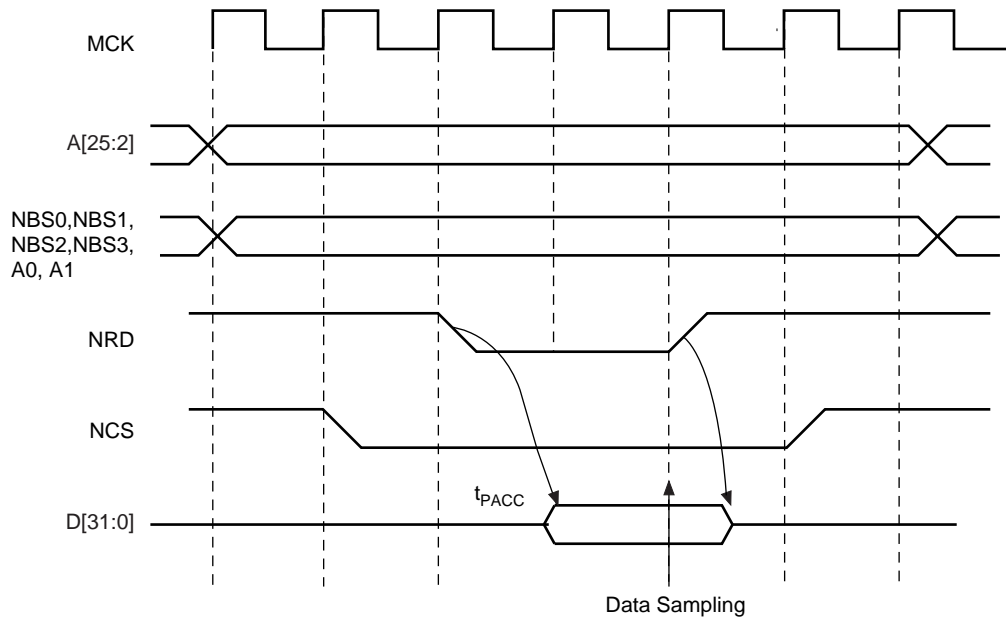 MCK
A[25:2]
NBS0,NBS1,
NBS2,NBS3,
A0, A1
NRD
NCS
tPACC
D[31:0]
Data Sampling